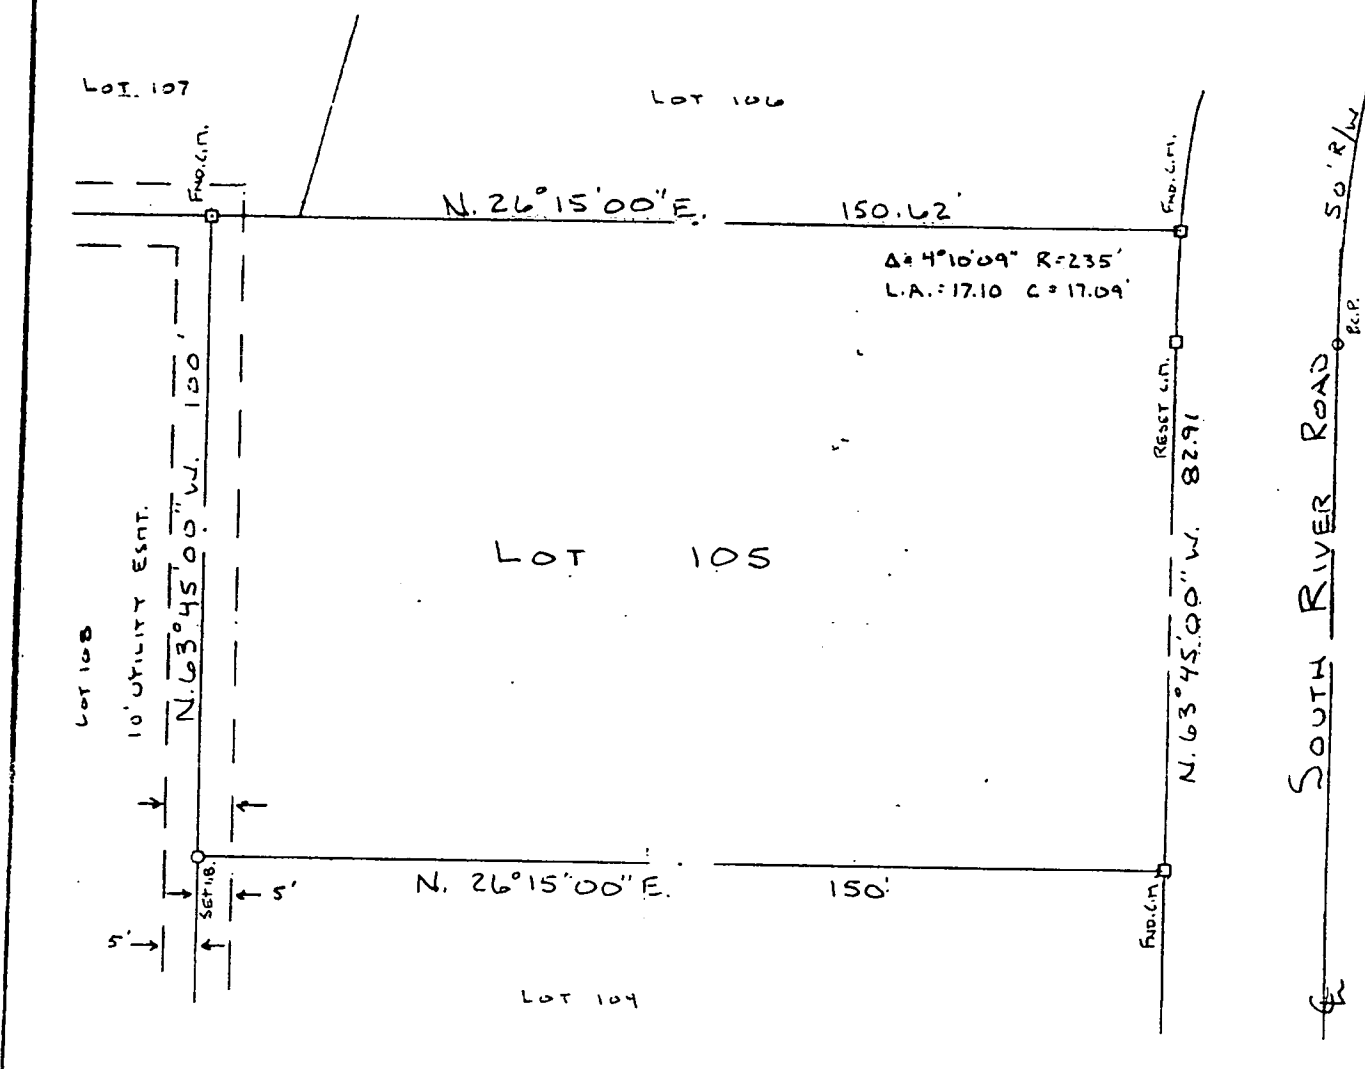 LOT. 107
LOT 106
FND.C.M.
FND.C.M.
50' R/W
N. 26°15'00"E. 150.62'
Δ= 4°10'09" R=235'
L.A.=17.10 C=17.09'
P.C.P.
RESET C.M.
N.63°45'00"W. 100'
N. 63°45'00"W. 82.91
SOUTH RIVER ROAD
LOT 105
10' UTILITY ESMT.
LOT 108
SET I.B.
5'
5'
N. 26°15'00"E. 150'
FND.C.M.
LOT 104
℄